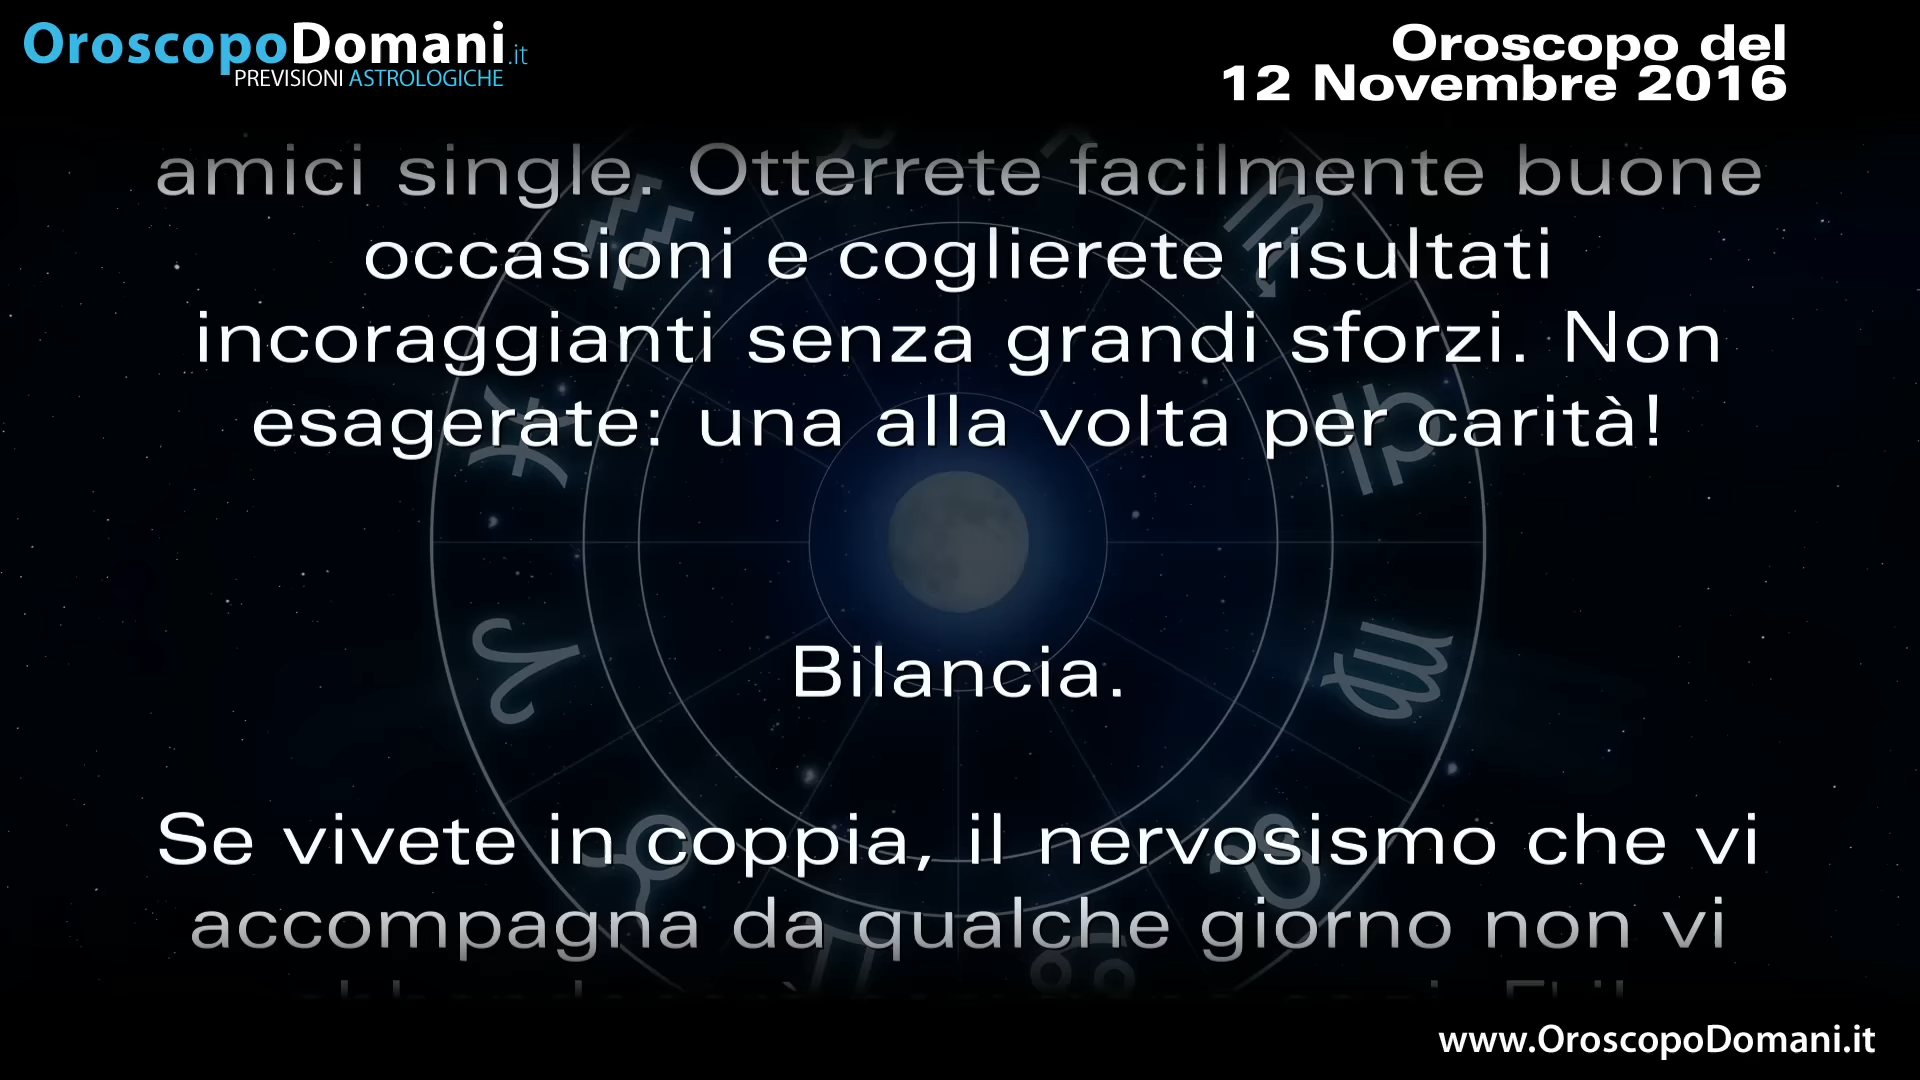 OroscopoDomani.it
PREVISIONI ASTROLOGICHE
Oroscopo del
12 Novembre 2016
amici single. Otterrete facilmente buone
occasioni e coglierete risultati
incoraggianti senza grandi sforzi. Non
esagerate: una alla volta per carità!
Bilancia.
Se vivete in coppia, il nervosismo che vi
accompagna da qualche giorno non vi
www.OroscopoDomani.it